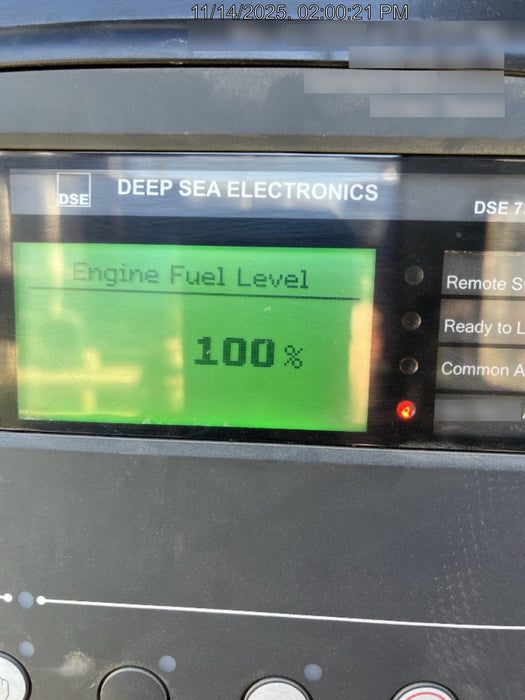 11/14/2025, 02:00:21 PM
DSE
DEEP SEA ELECTRONICS
DSE
Engine Fuel Level
100 %
Remote
Ready to
Common